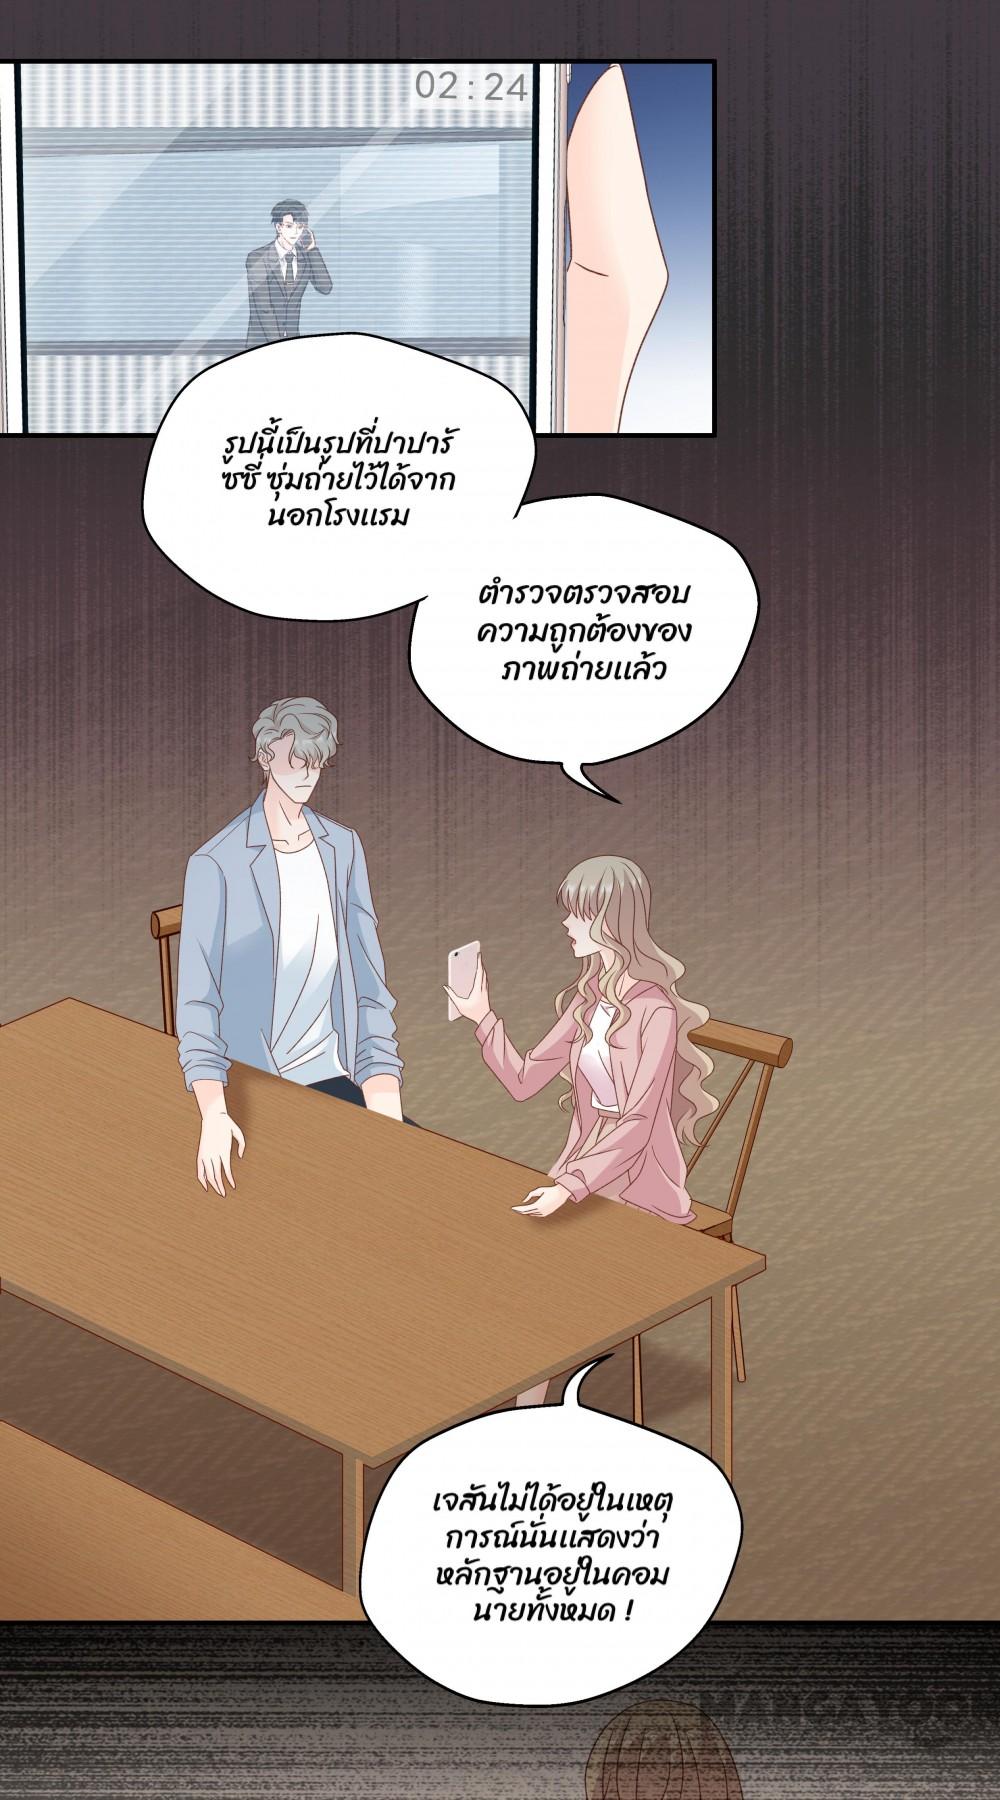 02:24
รูปนี้เป็นรูปที่ปาปารั
ซซี่ ซุ่มถ่ายไว้ได้จาก
นอกโรงแรม
ตำรวจตรวจสอบ
ความถูกต้องของ
ภาพถ่ายแล้ว
เจสันไม่ได้อยู่ในเหตุ
การณ์นั่นแสดงว่า
หลักฐานอยู่ในคอม
นายทั้งหมด !